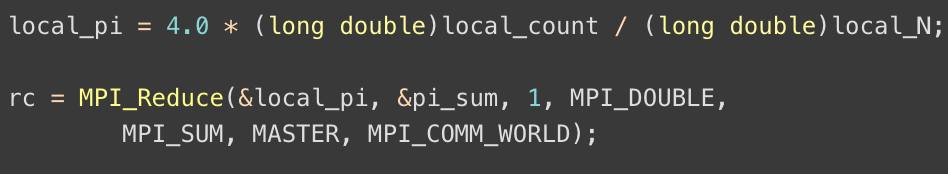 local_pi = 4.0 * (long double)local_count / (long double)local_N;
rc = MPI_Reduce(&local_pi, &pi_sum, 1, MPI_DOUBLE,
MPI_SUM, MASTER, MPI_COMM_WORLD);